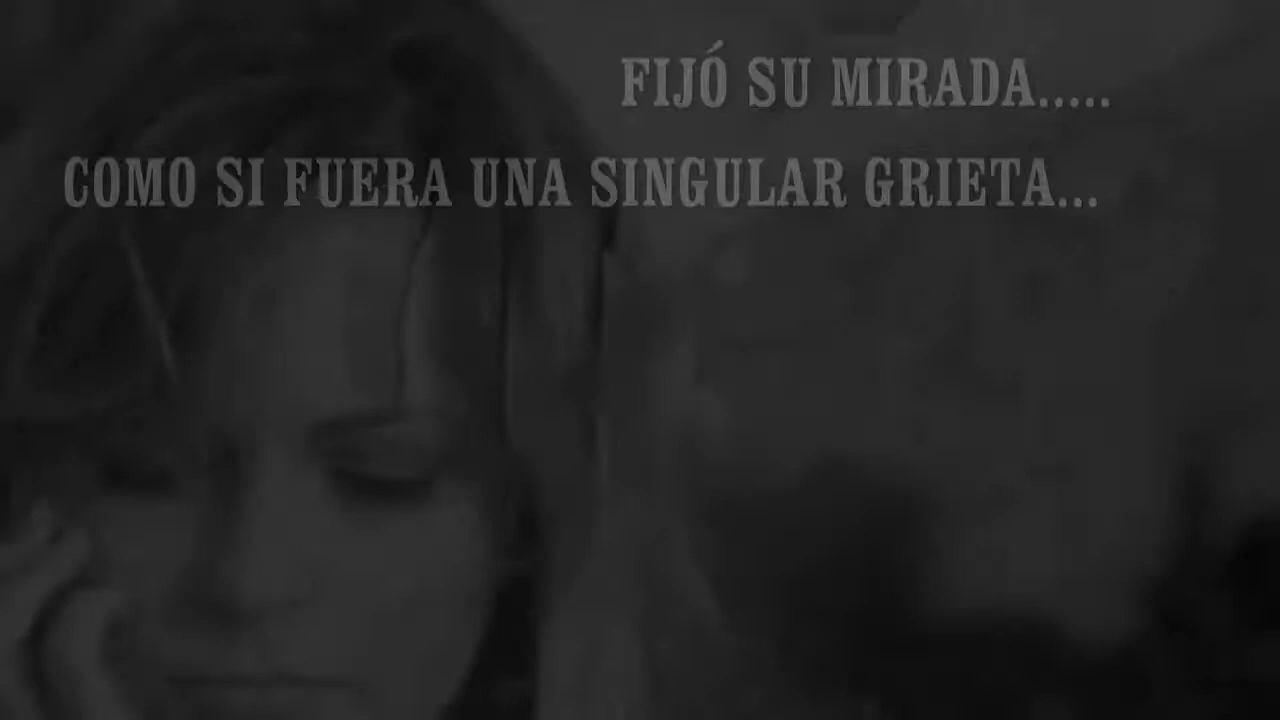 FIJÓ SU MIRADA.....
COMO SI FUERA UNA SINGULAR GRIETA...